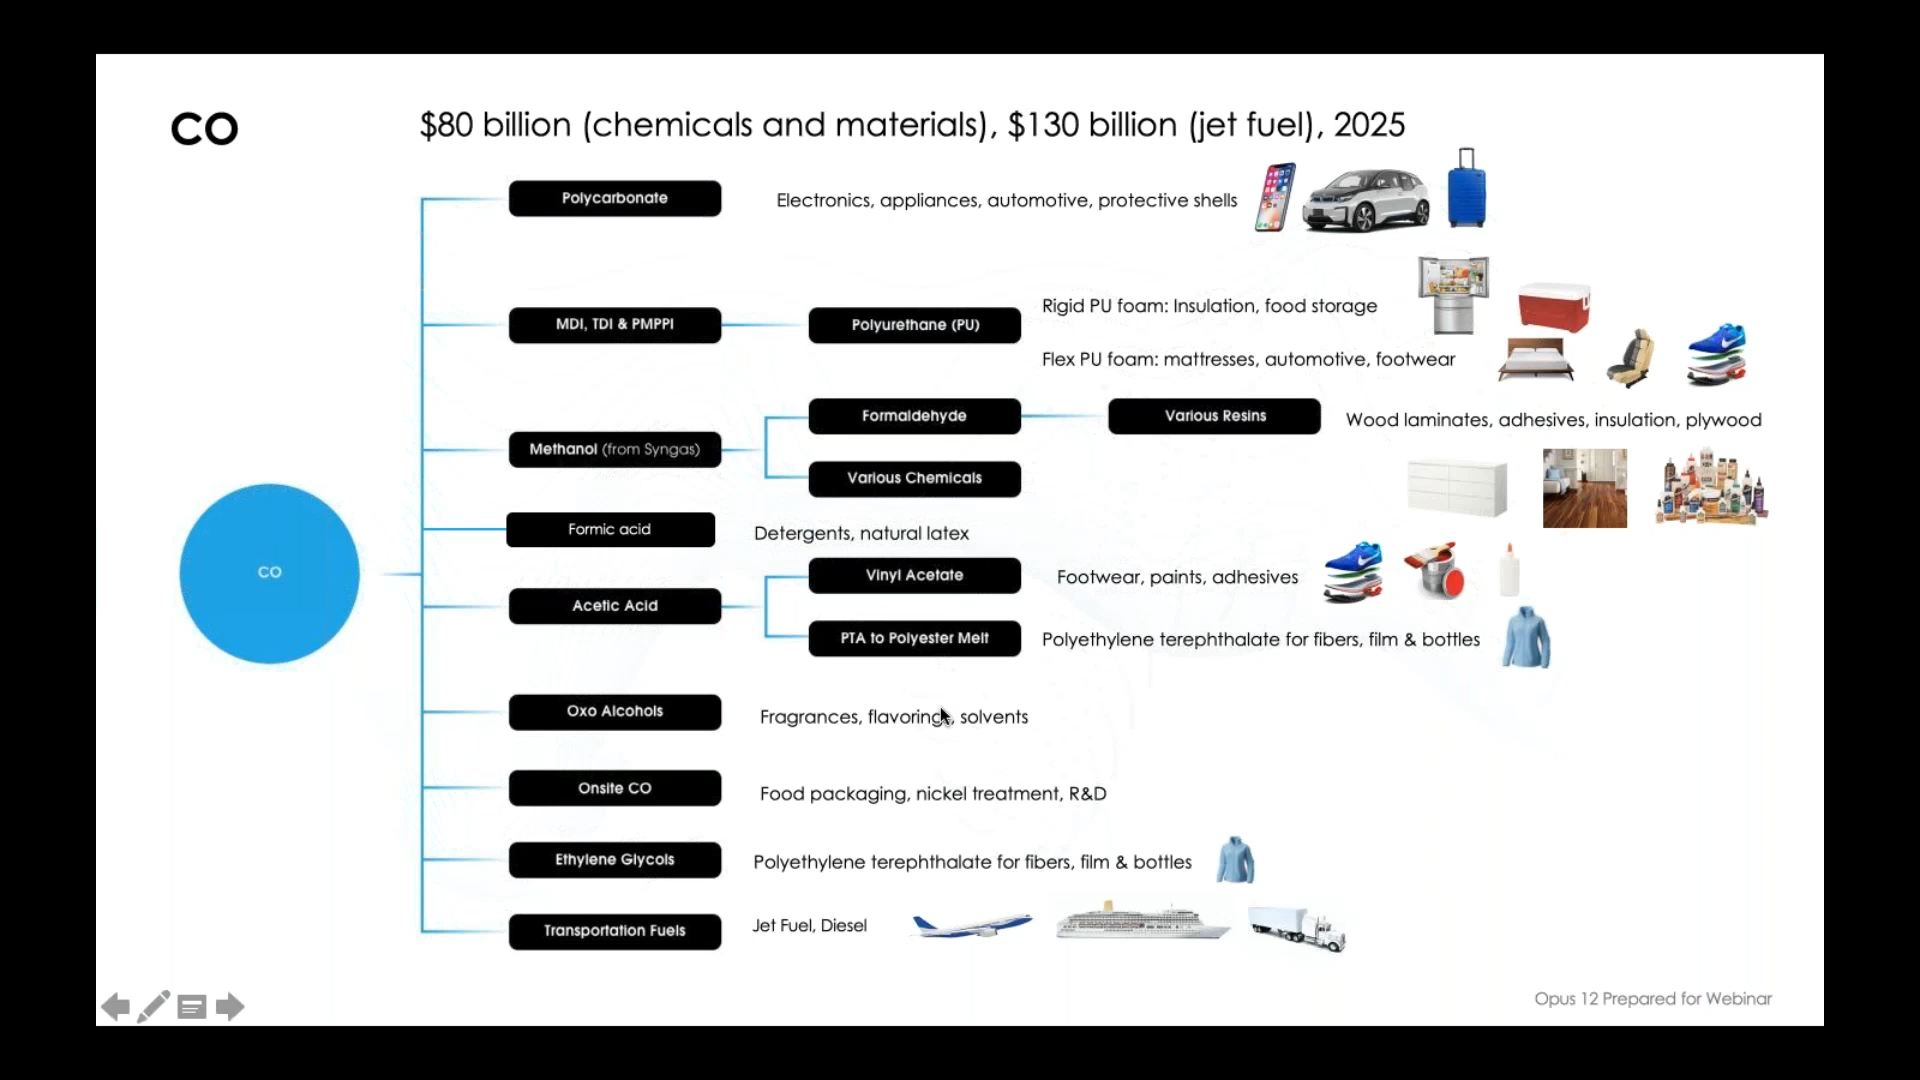 CO
$80 billion (chemicals and materials), $130 billion (jet fuel), 2025
Polycarbonate
Electronics, appliances, automotive, protective shells
MDI, TDI & PMPPI
Polyurethane (PU)
Rigid PU foam: Insulation, food storage
Flex PU foam: mattresses, automotive, footwear
Methanol (from Syngas)
Formaldehyde
Various Resins
Wood laminates, adhesives, insulation, plywood
Various Chemicals
Formic acid
Detergents, natural latex
CO
Acetic Acid
Vinyl Acetate
Footwear, paints, adhesives
PTA to Polyester Melt
Polyethylene terephthalate for fibers, film & bottles
Oxo Alcohols
Fragrances, flavorings, solvents
Onsite CO
Food packaging, nickel treatment, R&D
Ethylene Glycols
Polyethylene terephthalate for fibers, film & bottles
Transportation Fuels
Jet Fuel, Diesel
Opus 12 Prepared for Webinar